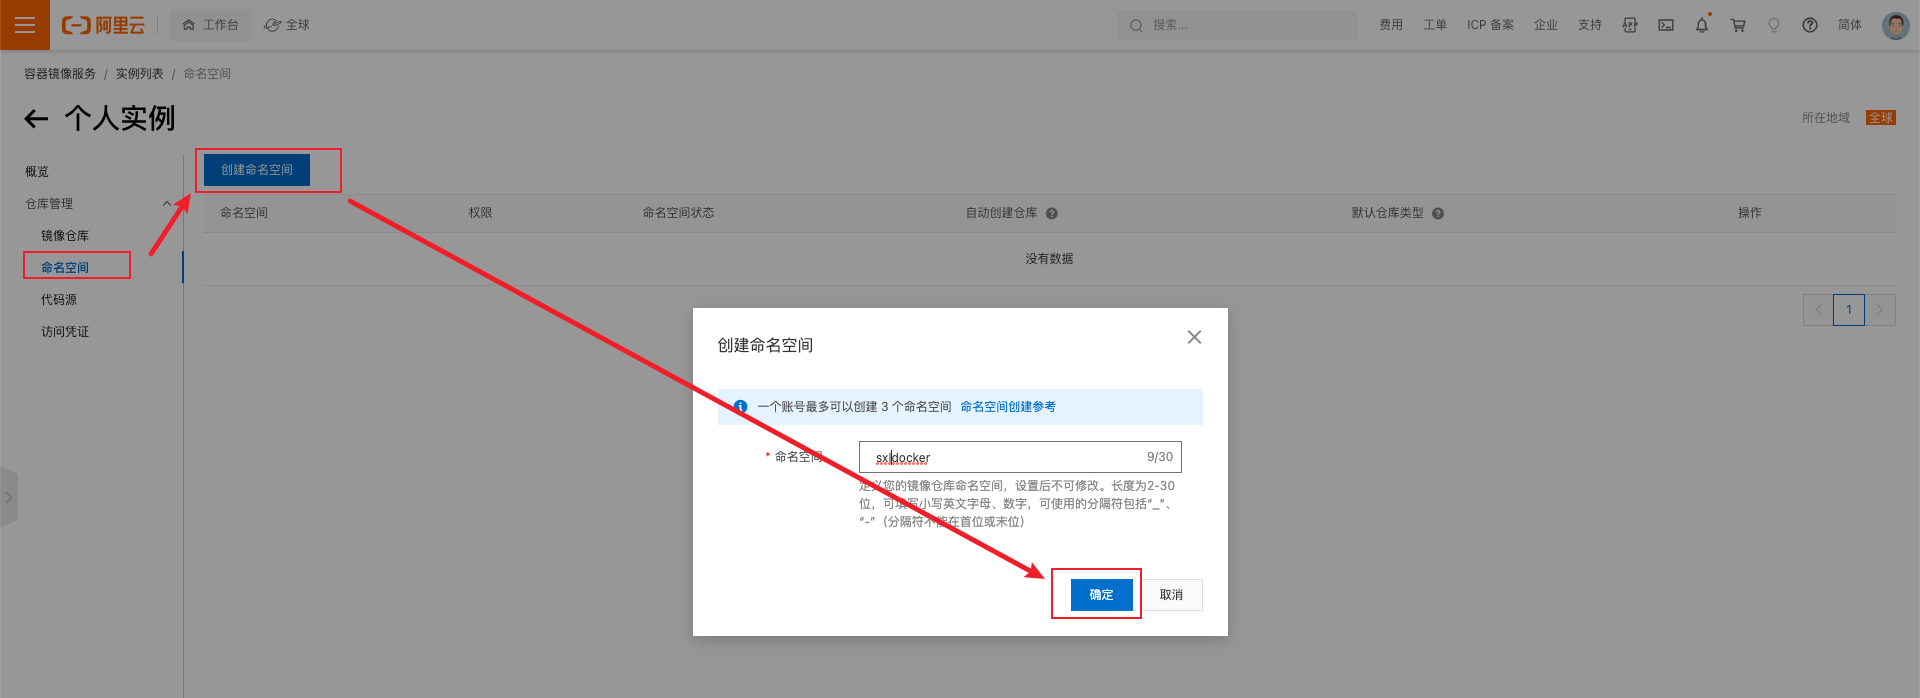 阿里云
工作台
全球
搜索...
费用
工单
ICP 备案
企业
支持
简体
容器镜像服务 / 实例列表 / 命名空间
个人实例
所在地域
全球
概览
仓库管理
镜像仓库
命名空间
代码源
访问凭证
创建命名空间
命名空间
权限
命名空间状态
自动创建仓库
默认仓库类型
操作
没有数据
1
创建命名空间
一个账号最多可以创建 3 个命名空间 命名空间创建参考
* 命名空间
sxldocker
9/30
定义您的镜像仓库命名空间，设置后不可修改。长度为2-30
位，可填写小写英文字母、数字，可使用的分隔符包括“_”、
“-”（分隔符不能在首位或末位）
确定
取消